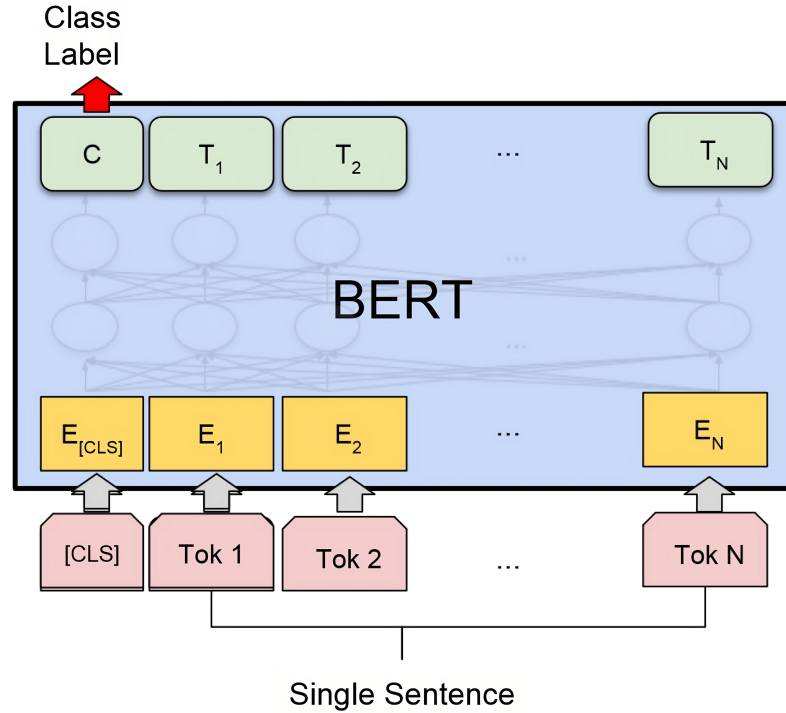 Class
Label
C T1 T2 ... TN
...
BERT
...
E[CLS] E1 E2 ... EN
[CLS] Tok 1 Tok 2 ... Tok N
Single Sentence